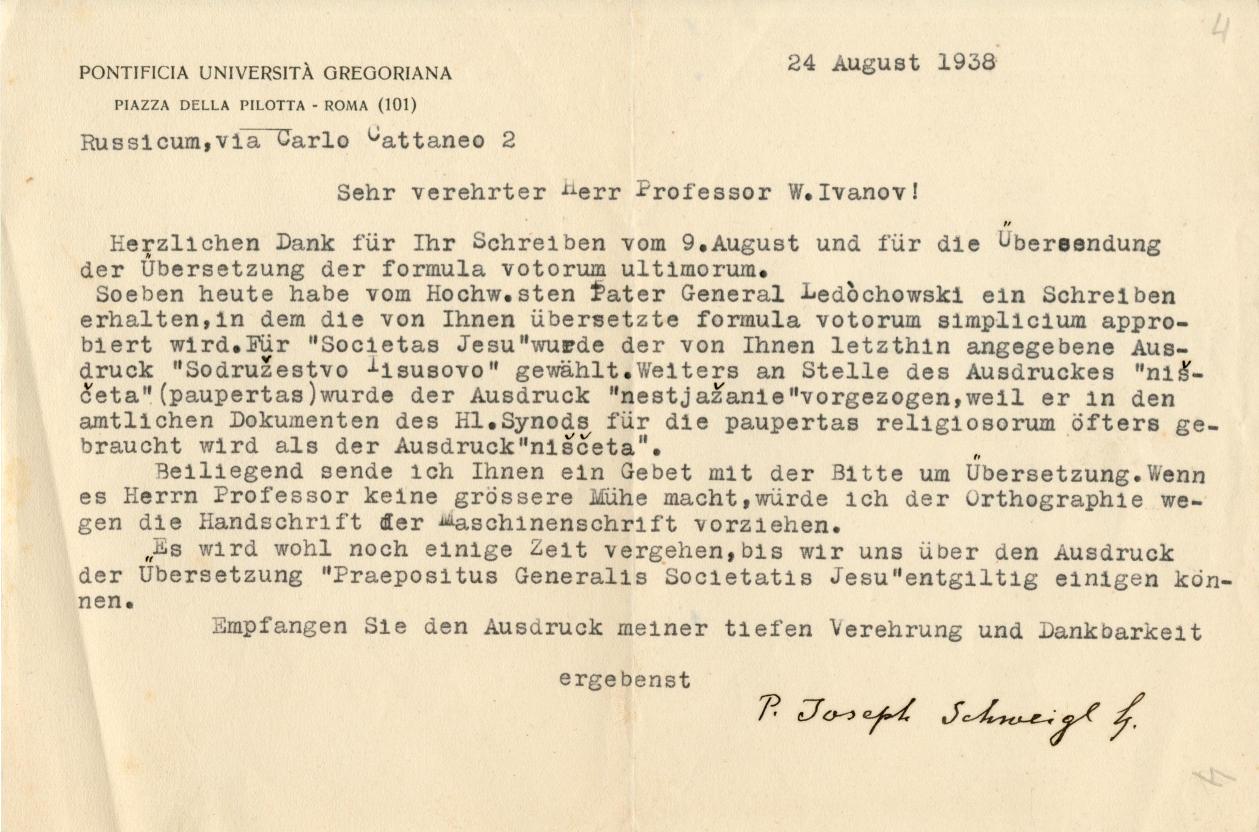 4
PONTIFICIA UNIVERSITÀ GREGORIANA
24 August 1938
PIAZZA DELLA PILOTTA - ROMA (101)
Russicum,via Carlo Cattaneo 2
Sehr verehrter Herr Professor W.Ivanov!
Herzlichen Dank für Ihr Schreiben vom 9.August und für die Übersendung
der Übersetzung der formula votorum ultimorum.
Soeben heute habe vom Hochw.sten Pater General Ledòchowski ein Schreiben
erhalten,in dem die von Ihnen übersetzte formula votorum simplicium appro-
biert wird.Für "Societas Jesu"wurde der von Ihnen letzthin angegebene Aus-
druck "Sodružestvo Iisusovo" gewählt.Weiters an Stelle des Ausdruckes "niš-
četa"(paupertas)wurde der Ausdruck "nestjažanie"vorgezogen,weil er in den
amtlichen Dokumenten des Hl.Synods für die paupertas religiosorum öfters ge-
braucht wird als der Ausdruck"niščeta".
Beiliegend sende ich Ihnen ein Gebet mit der Bitte um Übersetzung.Wenn
es Herrn Professor keine grössere Mühe macht,würde ich der Orthographie we-
gen die Handschrift der Maschinenschrift vorziehen.
Es wird wohl noch einige Zeit vergehen,bis wir uns über den Ausdruck
der Übersetzung "Praepositus Generalis Societatis Jesu"entgiltig einigen kön-
nen.
Empfangen Sie den Ausdruck meiner tiefen Verehrung und Dankbarkeit
ergebenst
P. Joseph Schweigl